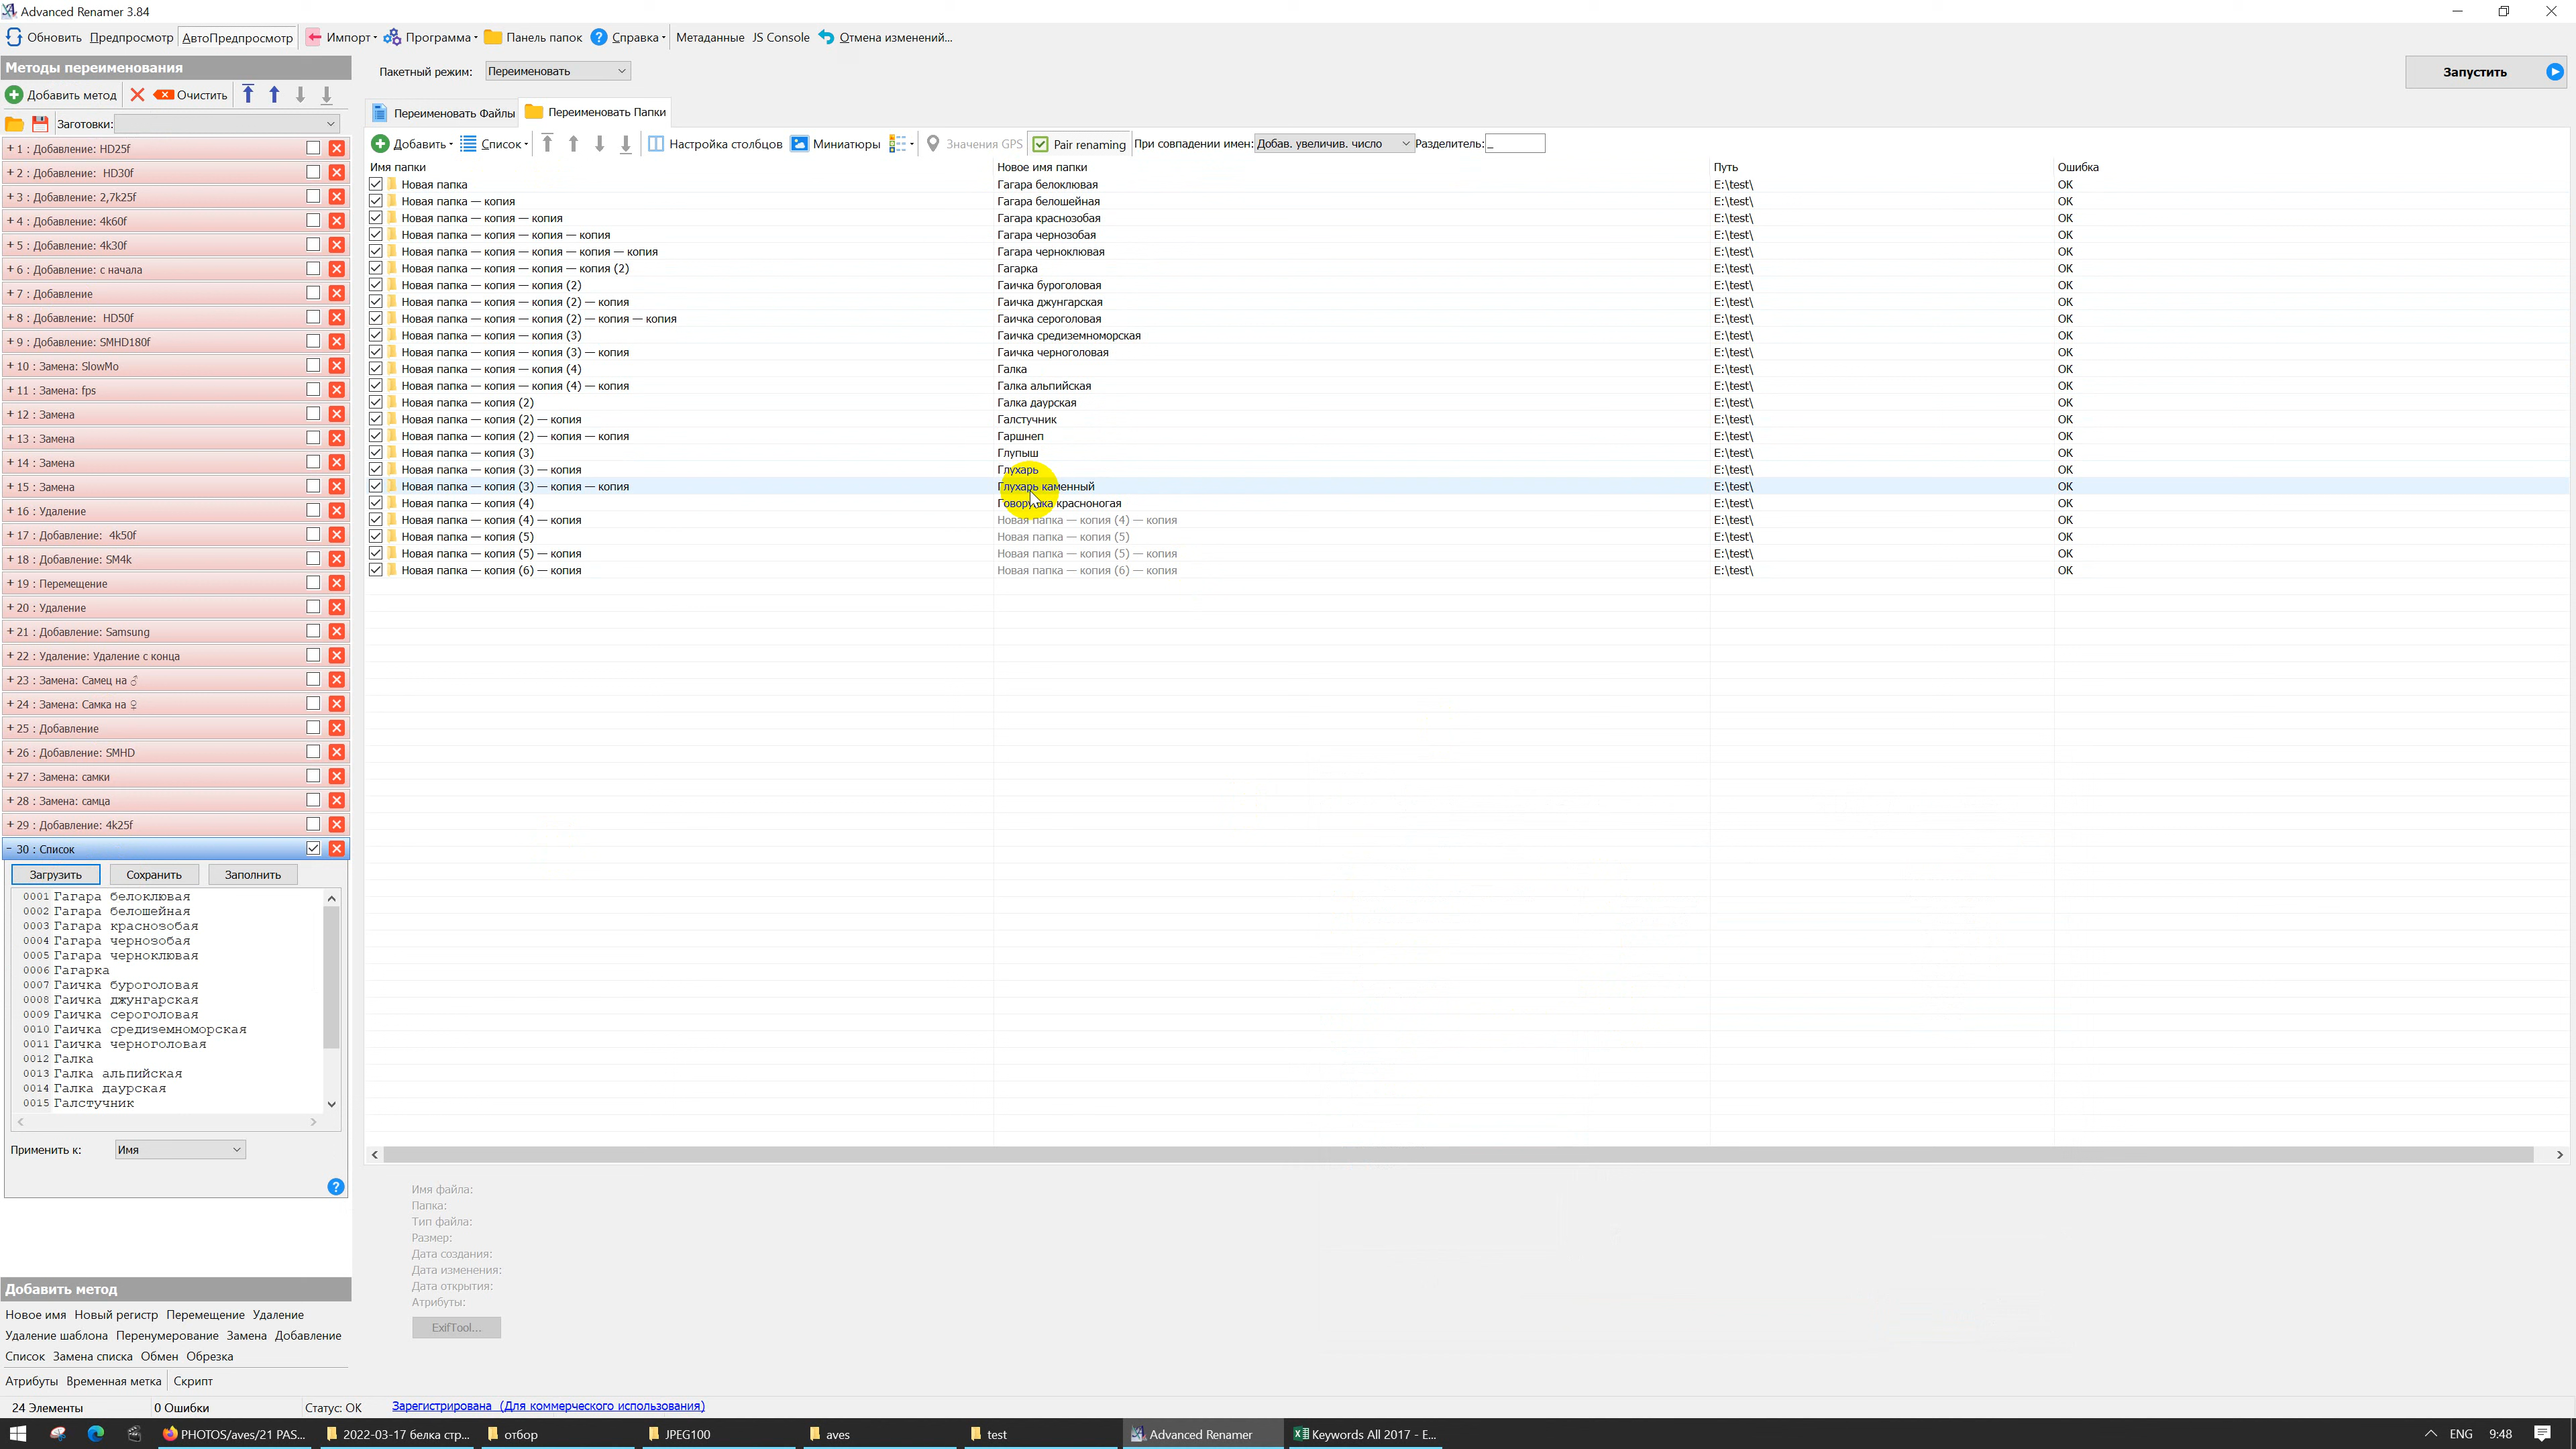 Advanced Renamer 3.84
Обновить Предпросмотр АвтоПредпросмотр Импорт Программа Панель папок Справка Метаданные JS Console Отмена изменений...
Методы переименования
Пакетный режим: Переименовать
Запустить
Добавить метод Очистить
Переименовать Файлы Переименовать Папки
Заготовки:
Добавить Список Настройка столбцов Миниатюры Значения GPS Pair renaming При совпадении имен: Добав. увеличив. число Разделитель: _
Имя папки Новое имя папки Путь Ошибка
Новая папка Гагара белоклювая E:\test\ OK
Новая папка — копия Гагара белошейная E:\test\ OK
Новая папка — копия — копия Гагара краснозобая E:\test\ OK
Новая папка — копия — копия — копия Гагара чернозобая E:\test\ OK
Новая папка — копия — копия — копия — копия Гагара черноклювая E:\test\ OK
Новая папка — копия — копия — копия (2) Гагарка E:\test\ OK
Новая папка — копия — копия (2) Гаичка буроголовая E:\test\ OK
Новая папка — копия — копия (2) — копия Гаичка джунгарская E:\test\ OK
Новая папка — копия — копия (2) — копия — копия Гаичка сероголовая E:\test\ OK
Новая папка — копия — копия (3) Гаичка средиземноморская E:\test\ OK
Новая папка — копия — копия (3) — копия Гаичка черноголовая E:\test\ OK
Новая папка — копия — копия (4) Галка E:\test\ OK
Новая папка — копия — копия (4) — копия Галка альпийская E:\test\ OK
Новая папка — копия (2) Галка даурская E:\test\ OK
Новая папка — копия (2) — копия Галстучник E:\test\ OK
Новая папка — копия (2) — копия — копия Гаршнеп E:\test\ OK
Новая папка — копия (3) Глупыш E:\test\ OK
Новая папка — копия (3) — копия Глухарь E:\test\ OK
Новая папка — копия (3) — копия — копия Глухарь каменный E:\test\ OK
Новая папка — копия (4) Говорушка красноногая E:\test\ OK
Новая папка — копия (4) — копия Новая папка — копия (4) — копия E:\test\ OK
Новая папка — копия (5) Новая папка — копия (5) E:\test\ OK
Новая папка — копия (5) — копия Новая папка — копия (5) — копия E:\test\ OK
Новая папка — копия (6) — копия Новая папка — копия (6) — копия E:\test\ OK
+ 1 : Добавление: HD25f
+ 2 : Добавление: HD30f
+ 3 : Добавление: 2,7k25f
+ 4 : Добавление: 4k60f
+ 5 : Добавление: 4k30f
+ 6 : Добавление: с начала
+ 7 : Добавление
+ 8 : Добавление: HD50f
+ 9 : Добавление: SMHD180f
+ 10 : Замена: SlowMo
+ 11 : Замена: fps
+ 12 : Замена
+ 13 : Замена
+ 14 : Замена
+ 15 : Замена
+ 16 : Удаление
+ 17 : Добавление: 4k50f
+ 18 : Добавление: SM4k
+ 19 : Перемещение
+ 20 : Удаление
+ 21 : Добавление: Samsung
+ 22 : Удаление: Удаление с конца
+ 23 : Замена: Самец на ♂
+ 24 : Замена: Самка на ♀
+ 25 : Добавление
+ 26 : Добавление: SMHD
+ 27 : Замена: самки
+ 28 : Замена: самца
+ 29 : Добавление: 4k25f
- 30 : Список
Загрузить Сохранить Заполнить
0001 Гагара белоклювая
0002 Гагара белошейная
0003 Гагара краснозобая
0004 Гагара чернозобая
0005 Гагара черноклювая
0006 Гагарка
0007 Гаичка буроголовая
0008 Гаичка джунгарская
0009 Гаичка сероголовая
0010 Гаичка средиземноморская
0011 Гаичка черноголовая
0012 Галка
0013 Галка альпийская
0014 Галка даурская
0015 Галстучник
Применить к: Имя
?
Имя файла:
Папка:
Тип файла:
Размер:
Дата создания:
Дата изменения:
Дата открытия:
Атрибуты:
ExifTool...
Добавить метод
Новое имя Новый регистр Перемещение Удаление
Удаление шаблона Перенумерование Замена Добавление
Список Замена списка Обмен Обрезка
Атрибуты Временная метка Скрипт
24 Элементы 0 Ошибки Статус: OK Зарегистрирована (Для коммерческого использования)
PHOTOS/aves/21 PAS... 2022-03-17 белка стр... отбор JPEG100 aves test Advanced Renamer Keywords All 2017 - E... ENG 9:48